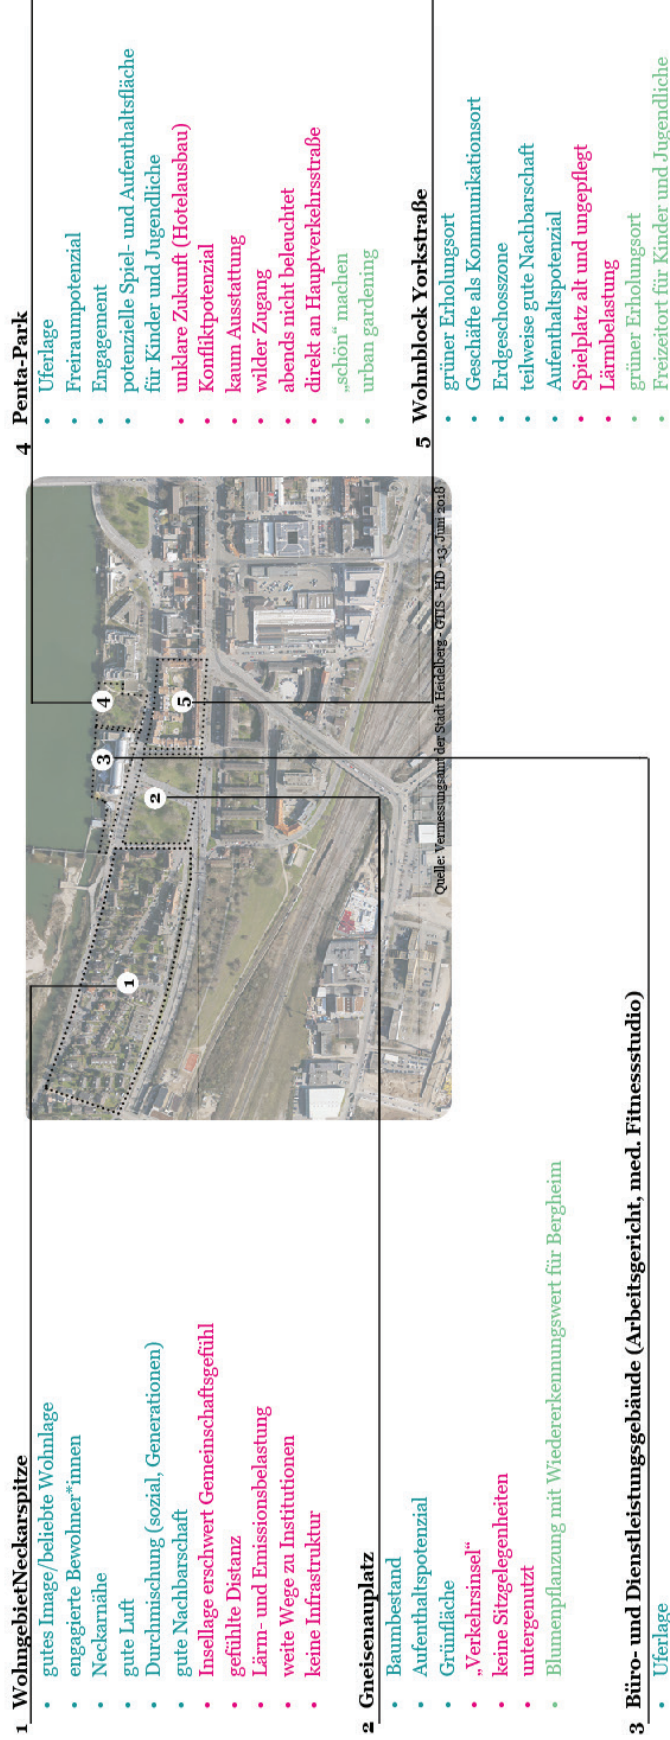 1 WohngebietNeckarspitze
• gutes Image/beliebte Wohnlage
• engagierte Bewohner*innen
• Neckarnähe
• gute Luft
• Durchmischung (sozial, Generationen)
• gute Nachbarschaft
• Insellage erschwert Gemeinschaftsgefühl
• gefühlte Distanz
• Lärm- und Emissionsbelastung
• weite Wege zu Institutionen
• keine Infrastruktur
2 Gneisenauplatz
• Baumbestand
• Aufenthaltspotenzial
• Grünfläche
• „Verkehrsinsel“
• keine Sitzgelegenheiten
• untergenutzt
• Blumenpflanzung mit Wiedererkennungswert für Bergheim
3 Büro- und Dienstleistungsgebäude (Arbeitsgericht, med. Fitnessstudio)
• Uferlage
1
2
3
4
5
Quelle: Vermessungsamt der Stadt Heidelberg - GTIS - HD - 13. Juni 2018
4 Penta-Park
• Uferlage
• Freiraumpotenzial
• Engagement
• potenzielle Spiel- und Aufenthaltsfläche
für Kinder und Jugendliche
• unklare Zukunft (Hotelausbau)
• Konfliktpotenzial
• kaum Ausstattung
• wilder Zugang
• abends nicht beleuchtet
• direkt an Hauptverkehrsstraße
• „schön“ machen
• urban gardening
5 Wohnblock Yorkstraße
• grüner Erholungsort
• Geschäfte als Kommunikationsort
• Erdgeschosszone
• teilweise gute Nachbarschaft
• Aufenthaltspotenzial
• Spielplatz alt und ungepflegt
• Lärmbelastung
• grüner Erholungsort
• Freizeitort für Kinder und Jugendliche